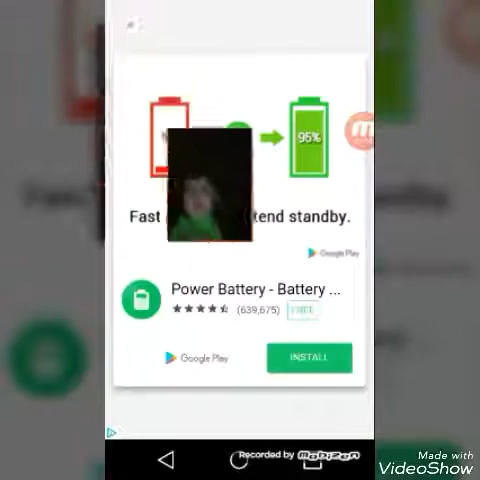 95%
Fast
tend standby.
Google Play
Power Battery - Battery ...
(639,675) FREE
Google Play
INSTALL
Recorded by Mobizen
Made with
VideoShow